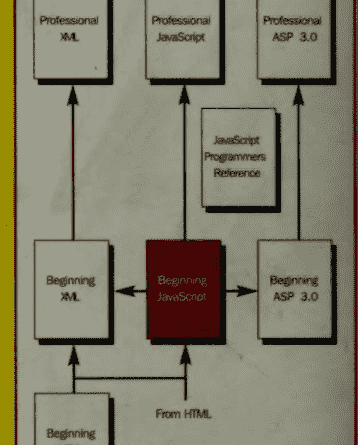 Professional
XML
Professional
JavaScript
Professional
ASP 3.0
JavaScript
Programmers
Reference
Beginning
XML
Beginning
JavaScript
Beginning
ASP 3.0
From HTML
Beginning